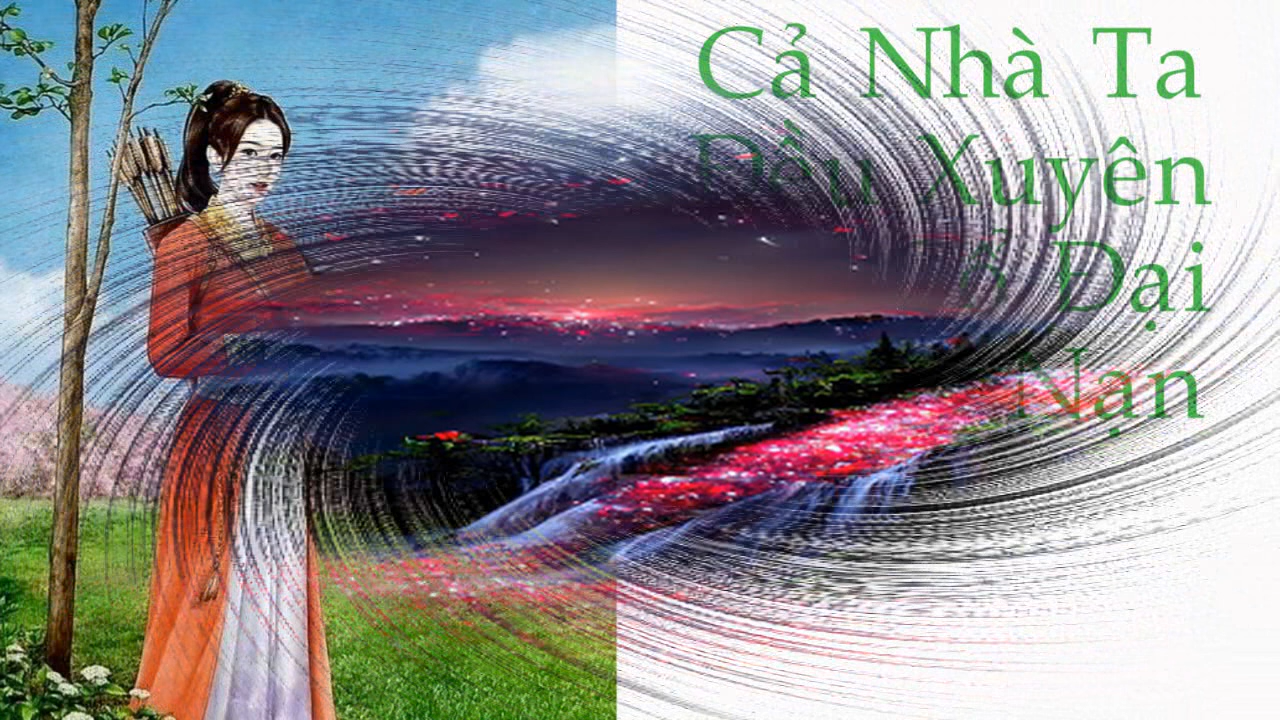 Cả Nhà Ta
Đều Xuyên
Đại
Nạn